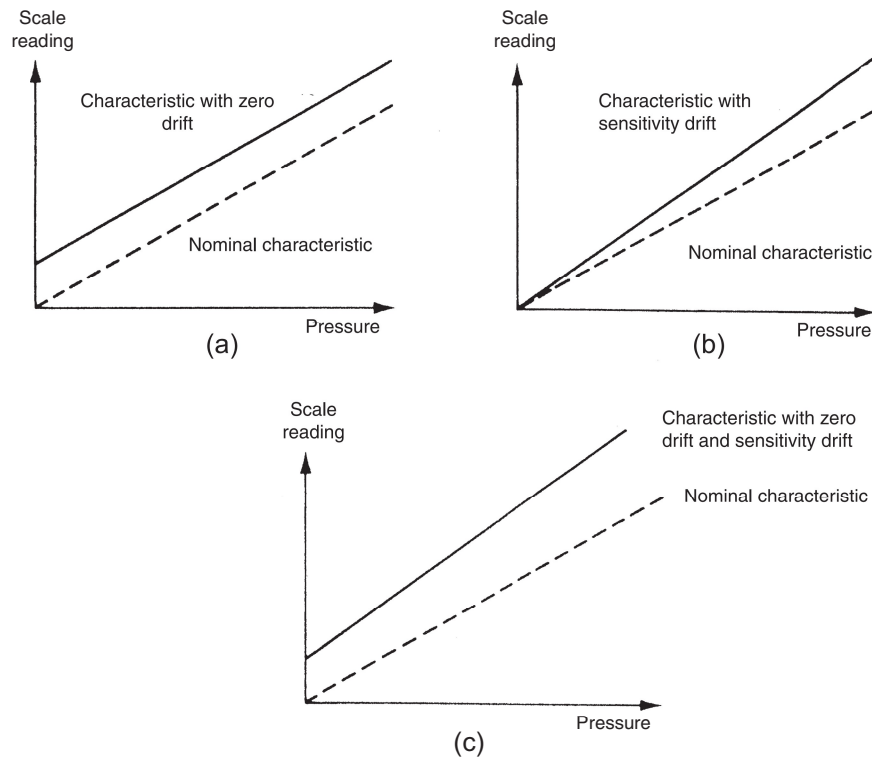 Scale
reading
Characteristic with zero
drift
Nominal characteristic
Pressure
(a)
Scale
reading
Characteristic with
sensitivity drift
Nominal characteristic
Pressure
(b)
Scale
reading
Characteristic with zero
drift and sensitivity drift
Nominal characteristic
Pressure
(c)